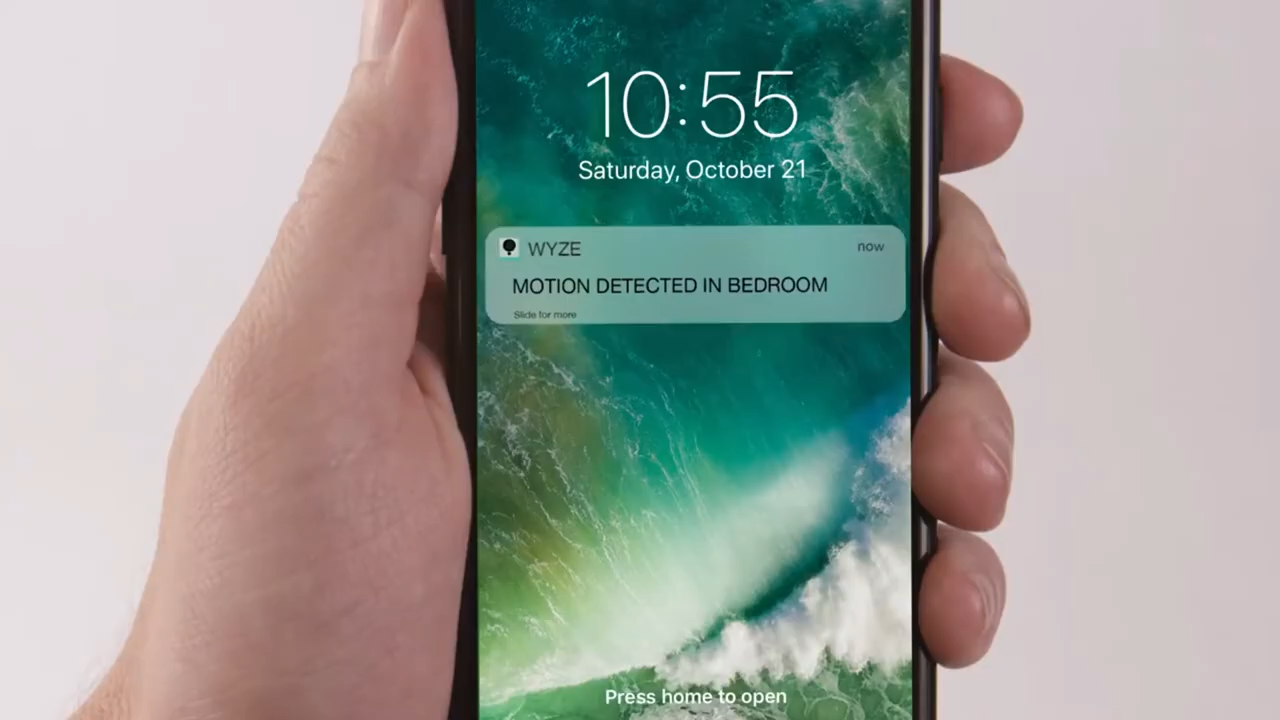 10:55
Saturday, October 21
WYZE now
MOTION DETECTED IN BEDROOM
Slide for more
Press home to open